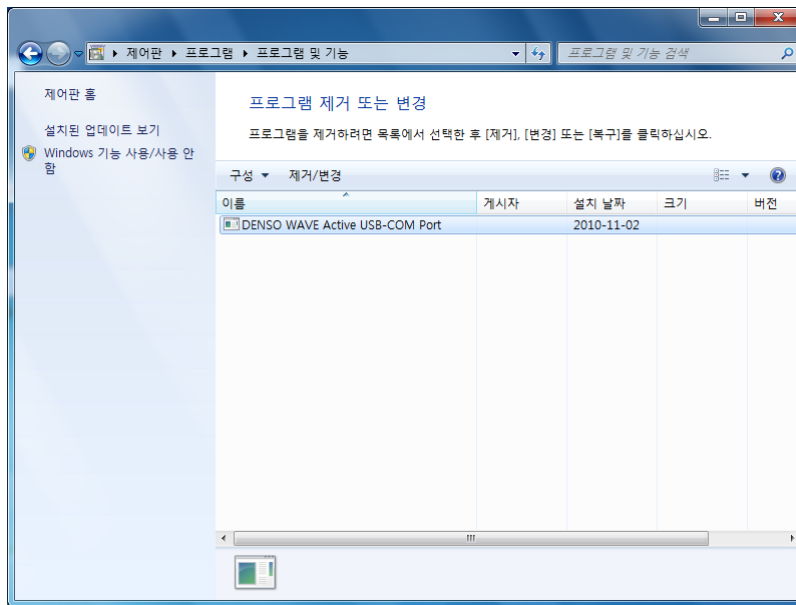 제어판 ▸ 프로그램 ▸ 프로그램 및 기능
프로그램 및 기능 검색
제어판 홈
설치된 업데이트 보기
Windows 기능 사용/사용 안
함
프로그램 제거 또는 변경
프로그램을 제거하려면 목록에서 선택한 후 [제거], [변경] 또는 [복구]를 클릭하십시오.
구성 제거/변경
이름 게시자 설치 날짜 크기 버전
DENSO WAVE Active USB-COM Port 2010-11-02